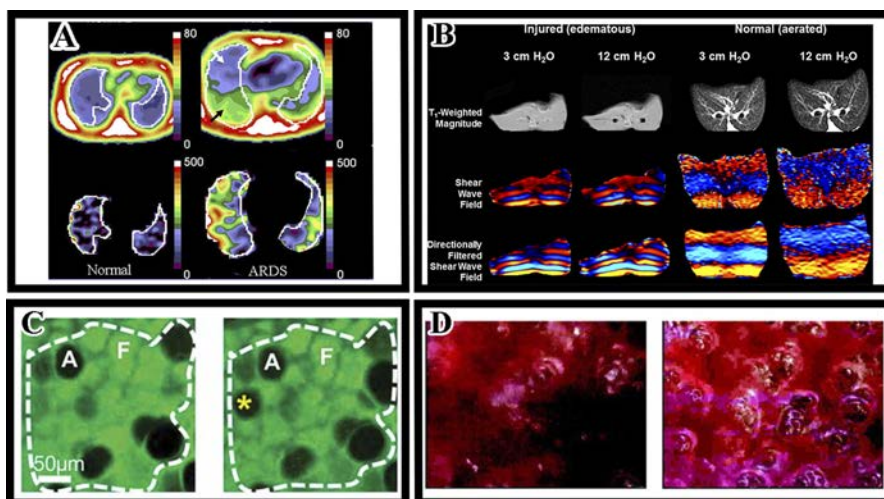 A
80
80
0
0
500
500
0
0
Normal
ARDS
B
Injured (edematous)
Normal (aerated)
3 cm H₂O
12 cm H₂O
3 cm H₂O
12 cm H₂O
T₁-Weighted
Magnitude
Shear
Wave
Field
Directionally
Filtered
Shear Wave
Field
C
A
F
50µm
A
F
*
D